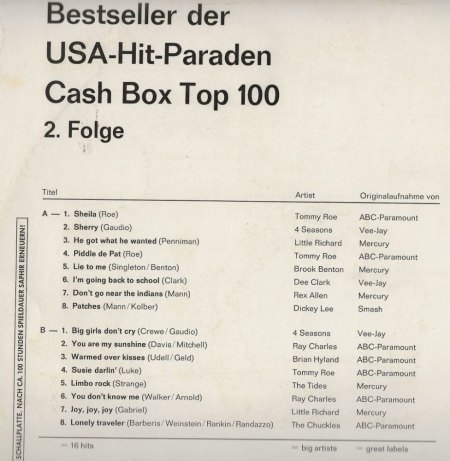 Bestseller der
USA-Hit-Paraden
Cash Box Top 100
2. Folge
Titel Artist Originalaufnahme von
A — 1. Sheila (Roe) Tommy Roe ABC-Paramount
2. Sherry (Gaudio) 4 Seasons Vee-Jay
3. He got what he wanted (Penniman) Little Richard Mercury
4. Piddle de Pat (Roe) Tommy Roe ABC-Paramount
5. Lie to me (Singleton/Benton) Brook Benton Mercury
6. I'm going back to school (Clark) Dee Clark Vee-Jay
7. Don't go near the indians (Mann) Rex Allen Mercury
8. Patches (Mann/Kolber) Dickey Lee Smash
B — 1. Big girls don't cry (Crewe/Gaudio) 4 Seasons Vee-Jay
2. You are my sunshine (Davis/Mitchell) Ray Charles ABC-Paramount
3. Warmed over kisses (Udell/Geld) Brian Hyland ABC-Paramount
4. Susie darlin' (Luke) Tommy Roe ABC-Paramount
5. Limbo rock (Strange) The Tides Mercury
6. You don't know me (Walker/Arnold) Ray Charles ABC-Paramount
7. Joy, joy, joy (Gabriel) Little Richard Mercury
8. Lonely traveler (Barberis/Weinstein/Rankin/Randazzo) The Chuckles ABC-Paramount
= 16 hits = big artists = great labels
SCHALLPLATTE. NACH CA. 100 STUNDEN SPIELDAUER SAPHIR ERNEUERN!